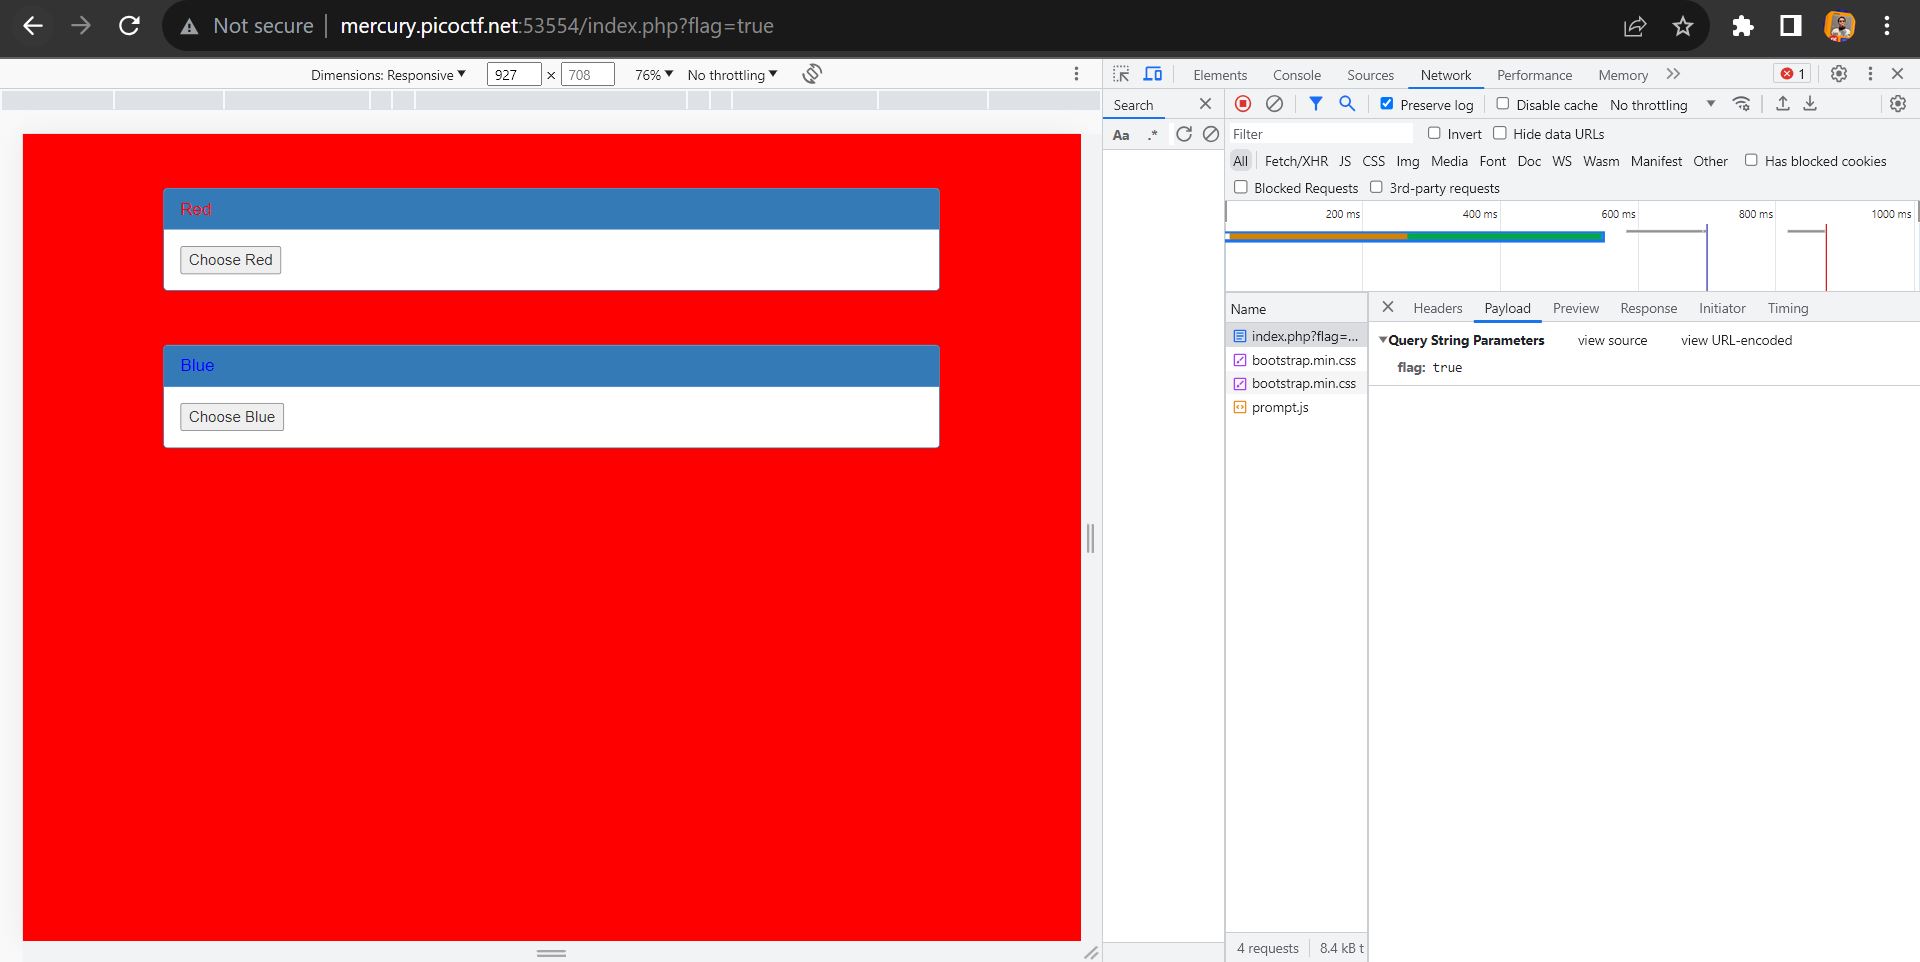 Not secure mercury.picoctf.net:53554/index.php?flag=true
Dimensions: Responsive 927 × 708 76% No throttling
Elements Console Sources Network Performance Memory 1
Search
Preserve log Disable cache No throttling
Aa .*
Filter Invert Hide data URLs
All Fetch/XHR JS CSS Img Media Font Doc WS Wasm Manifest Other Has blocked cookies
Blocked Requests 3rd-party requests
200 ms 400 ms 600 ms 800 ms 1000 ms
Red
Choose Red
Blue
Choose Blue
Name
index.php?flag=...
bootstrap.min.css
bootstrap.min.css
prompt.js
Headers Payload Preview Response Initiator Timing
Query String Parameters view source view URL-encoded
flag: true
4 requests 8.4 kB t